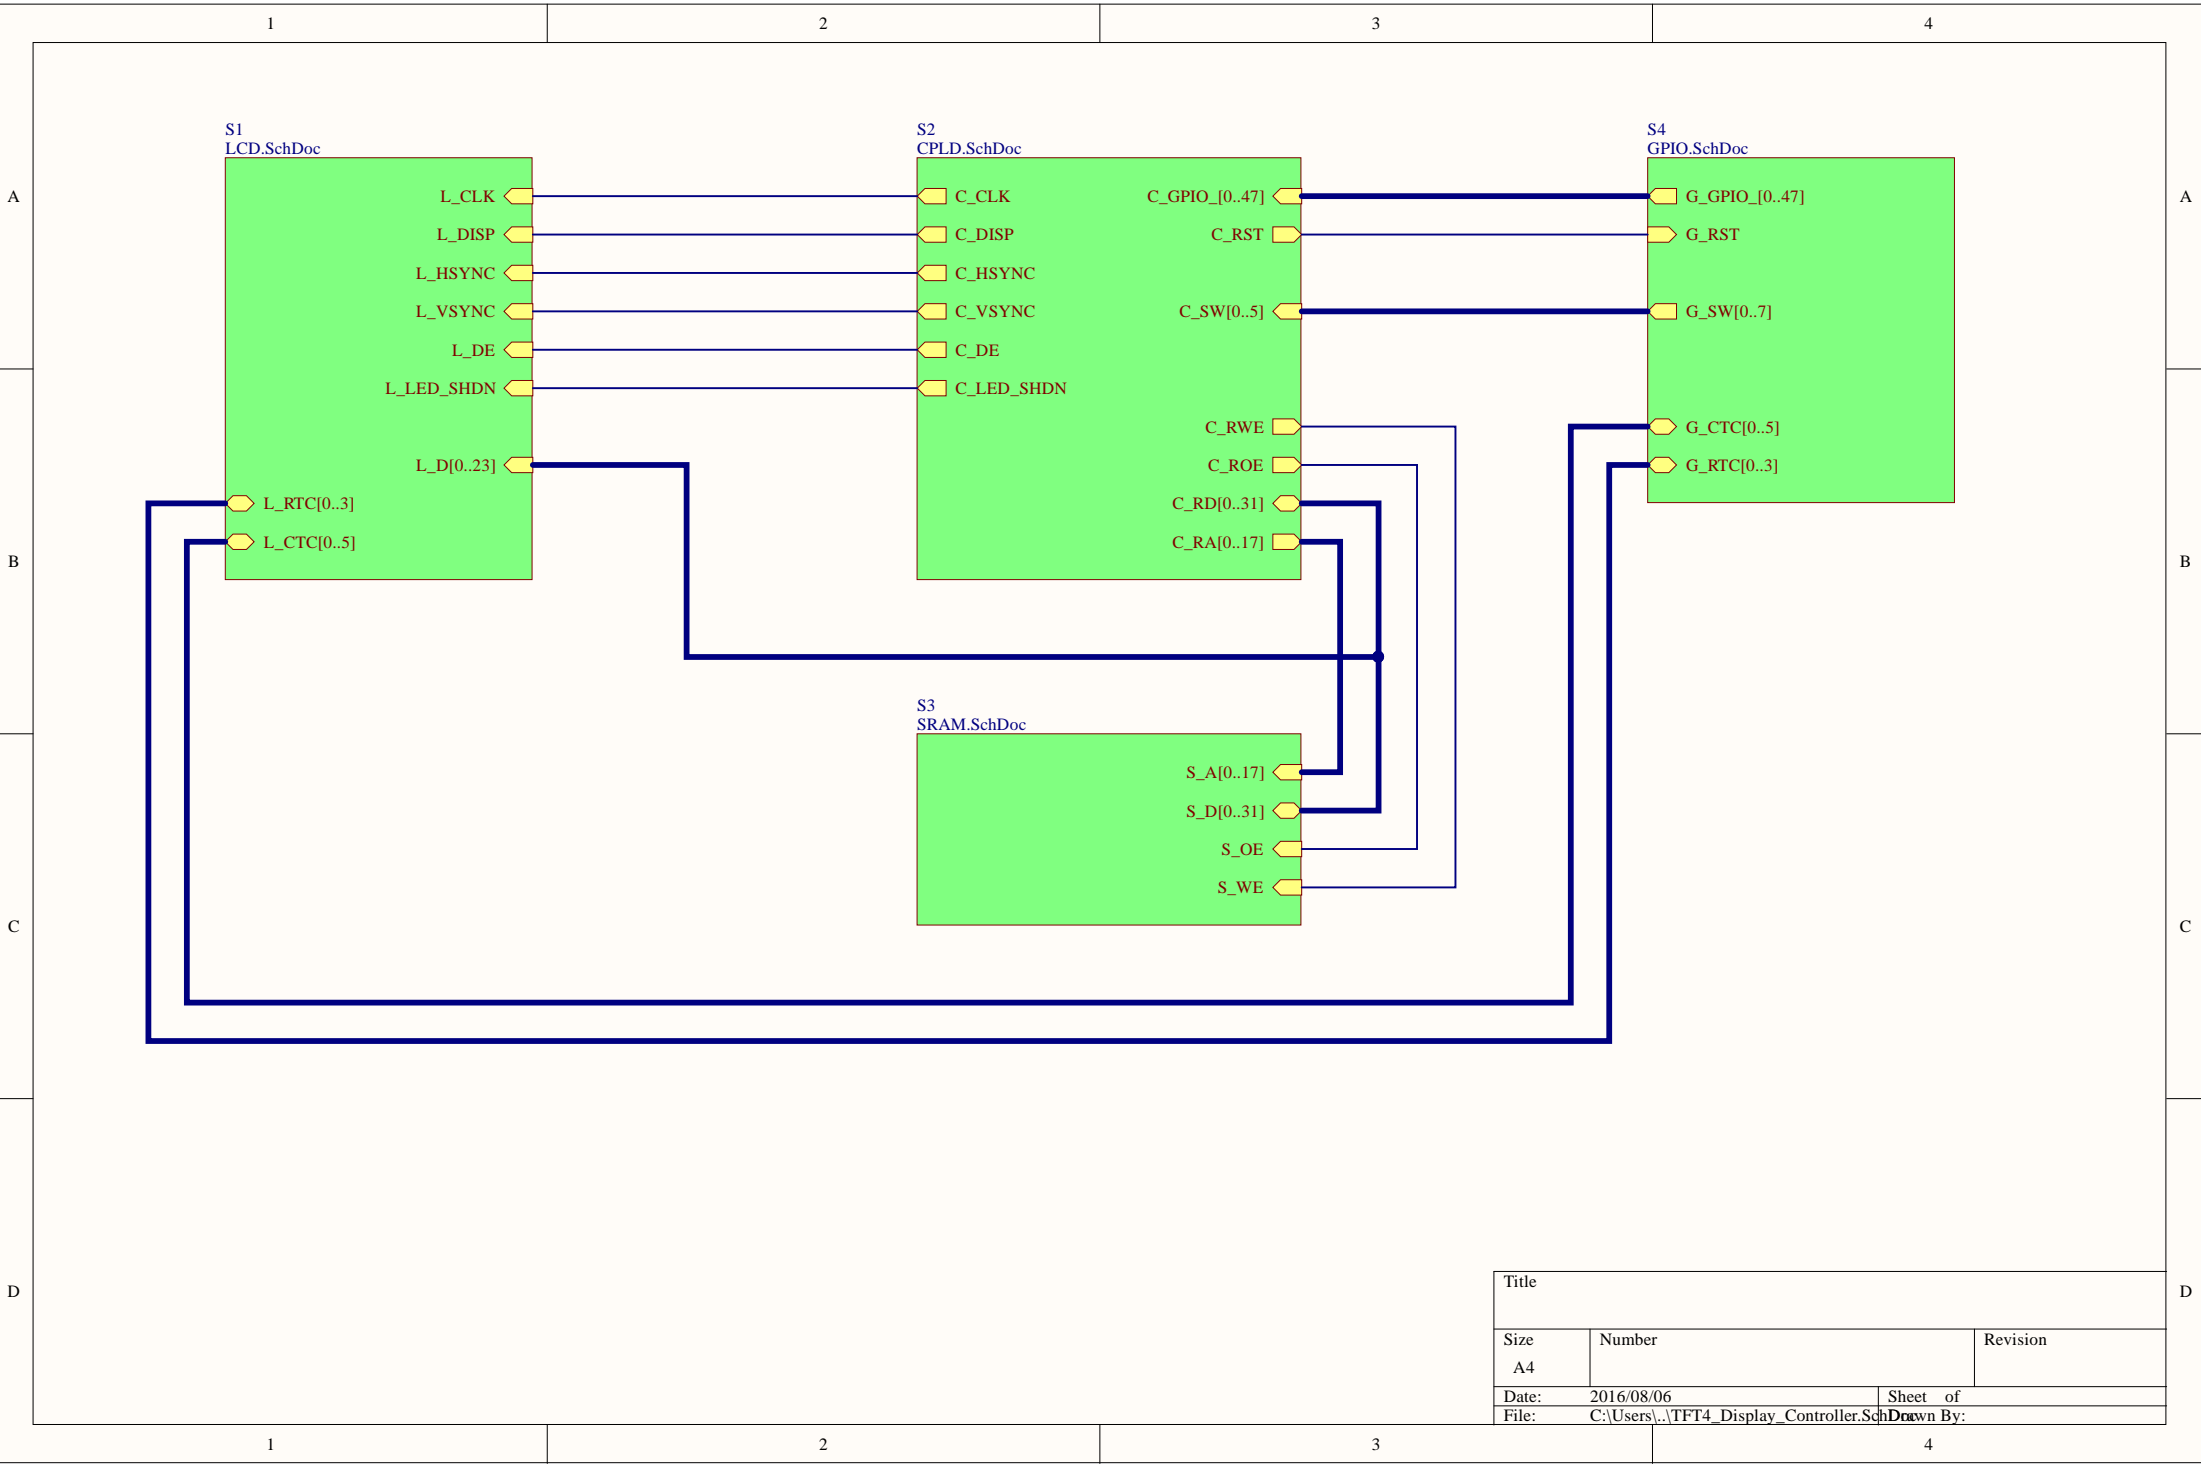 1 2 3 4
S1
LCD.SchDoc
L_CLK
L_DISP
L_HSYNC
L_VSYNC
L_DE
L_LED_SHDN
L_D[0..23]
L_RTC[0..3]
L_CTC[0..5]
S2
CPLD.SchDoc
C_CLK
C_DISP
C_HSYNC
C_VSYNC
C_DE
C_LED_SHDN
C_GPIO_[0..47]
C_RST
C_SW[0..5]
C_RWE
C_ROE
C_RD[0..31]
C_RA[0..17]
S4
GPIO.SchDoc
G_GPIO_[0..47]
G_RST
G_SW[0..7]
G_CTC[0..5]
G_RTC[0..3]
S3
SRAM.SchDoc
S_A[0..17]
S_D[0..31]
S_OE
S_WE
A A
B B
C C
D D
Title
Size Number Revision
A4
Date: 2016/08/06 Sheet of
File: C:\Users\..\TFT4_Display_Controller.SchDoc Drawn By:
1 2 3 4